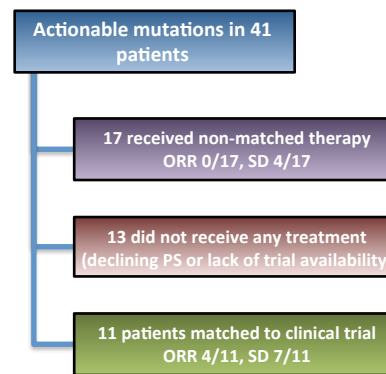 Actionable mutations in 41
patients
17 received non-matched therapy
ORR 0/17, SD 4/17
13 did not receive any treatment
(declining PS or lack of trial availability
11 patients matched to clinical trial
ORR 4/11, SD 7/11